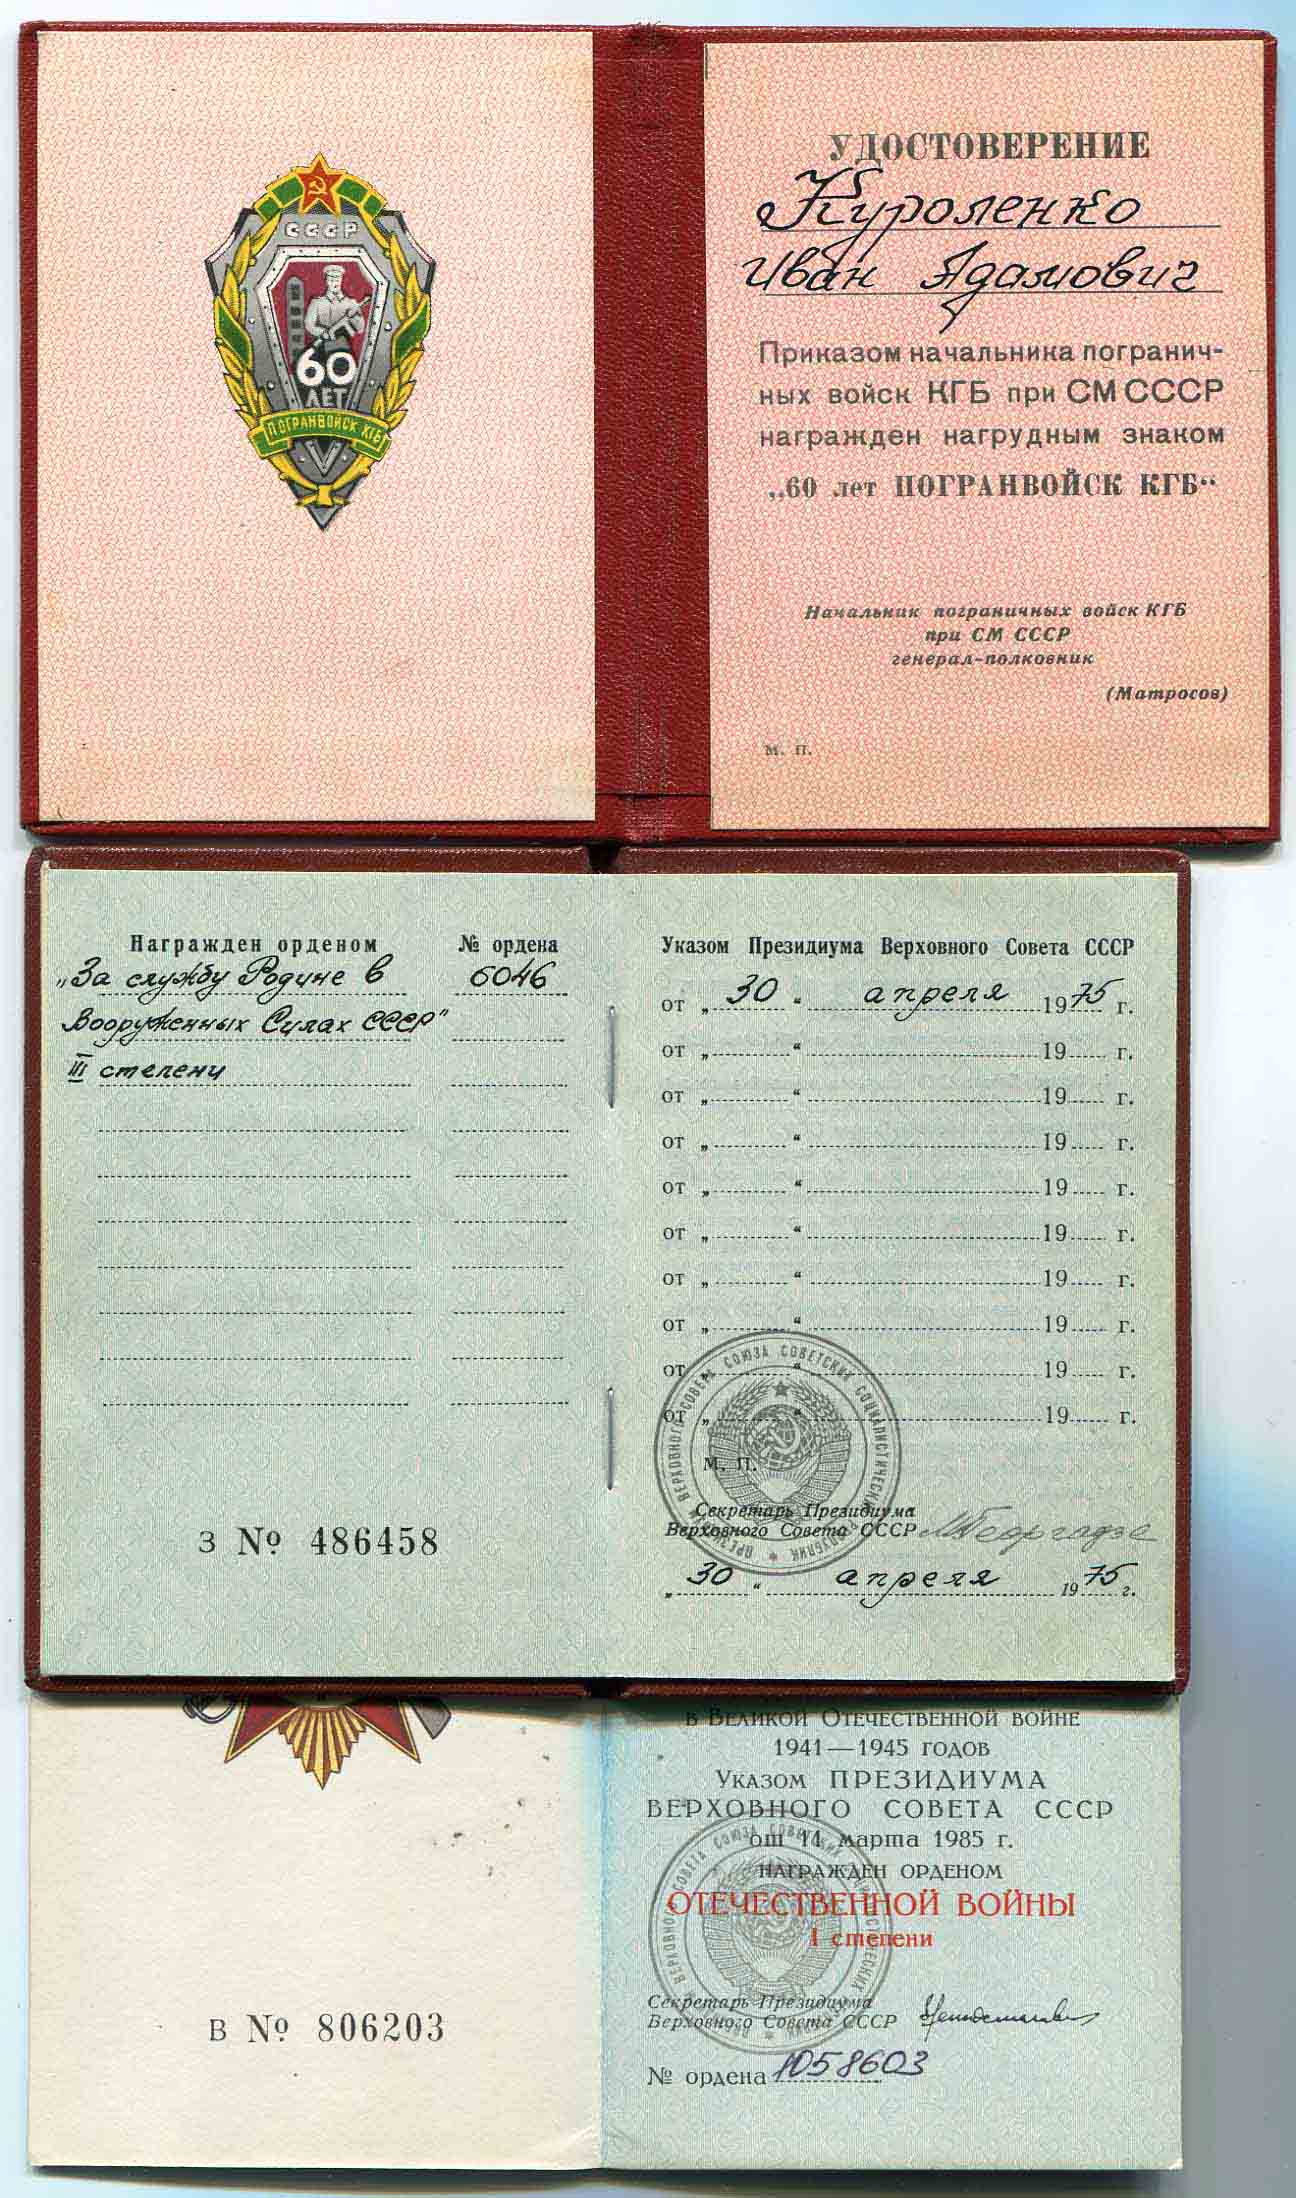 СССР
60
ЛЕТ
ПОГРАНВОЙСК КГБ
УДОСТОВЕРЕНИЕ
Куроленко
Иван Адамович
Приказом начальника погранич-
ных войск КГБ при СМ СССР
награжден нагрудным знаком
„60 лет ПОГРАНВОЙСК КГБ“
Начальник пограничных войск КГБ
при СМ СССР
генерал-полковник
(Матросов)
М. П.
Награжден орденом
№ ордена
„За службу Родине в
6046
Вооруженных Силах СССР"
III степени
З № 486458
Указом Президиума Верховного Совета СССР
от „ 30 “ апреля 1975 г.
от „ “ 19 г.
от „ “ 19 г.
от „ “ 19 г.
от „ “ 19 г.
от „ “ 19 г.
от „ “ 19 г.
от „ “ 19 г.
от „ “ 19 г.
от „ “ 19 г.
М. П.
Секретарь Президиума
Верховного Совета СССР
„ 30 “ апреля 1975 г.
В № 806203
в Великой Отечественной войне
1941—1945 годов
Указом ПРЕЗИДИУМА
ВЕРХОВНОГО СОВЕТА СССР
от 11 марта 1985 г.
награжден орденом
ОТЕЧЕСТВЕННОЙ ВОЙНЫ
I степени
Секретарь Президиума
Верховного Совета СССР
№ ордена 1058603